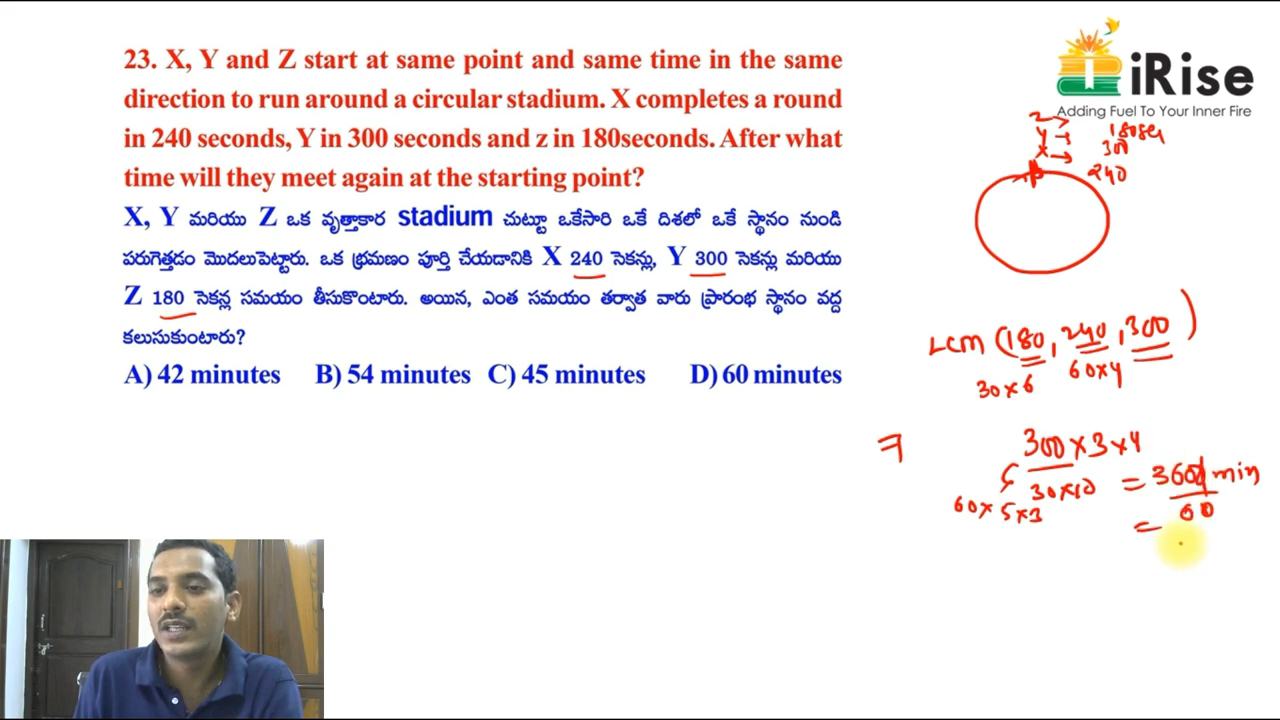 23. X, Y and Z start at same point and same time in the same
direction to run around a circular stadium. X completes a round
in 240 seconds, Y in 300 seconds and z in 180seconds. After what
time will they meet again at the starting point?
X, Y మరియు Z ఒక వృత్తాకార stadium చుట్టూ ఒకేసారి ఒకే దిశలో ఒకే స్థానం నుండి
పరుగెత్తడం మొదలుపెట్టారు. ఒక భ్రమణం పూర్తి చేయడానికి X 240 సెకన్లు, Y 300 సెకన్లు మరియు
Z 180 సెకన్ల సమయం తీసుకొంటారు. అయిన, ఎంత సమయం తర్వాత వారు ప్రారంభ స్థానం వద్ద
కలుసుకుంటారు?
A) 42 minutes B) 54 minutes C) 45 minutes D) 60 minutes
iRise
Adding Fuel To Your Inner Fire
Z → 180 sec
Y → 300
X → 240
LCM (180, 240, 300)
30×6 60×4
⇒ 300×3×4
30×10
60×5×3
= 3600 min
60
=